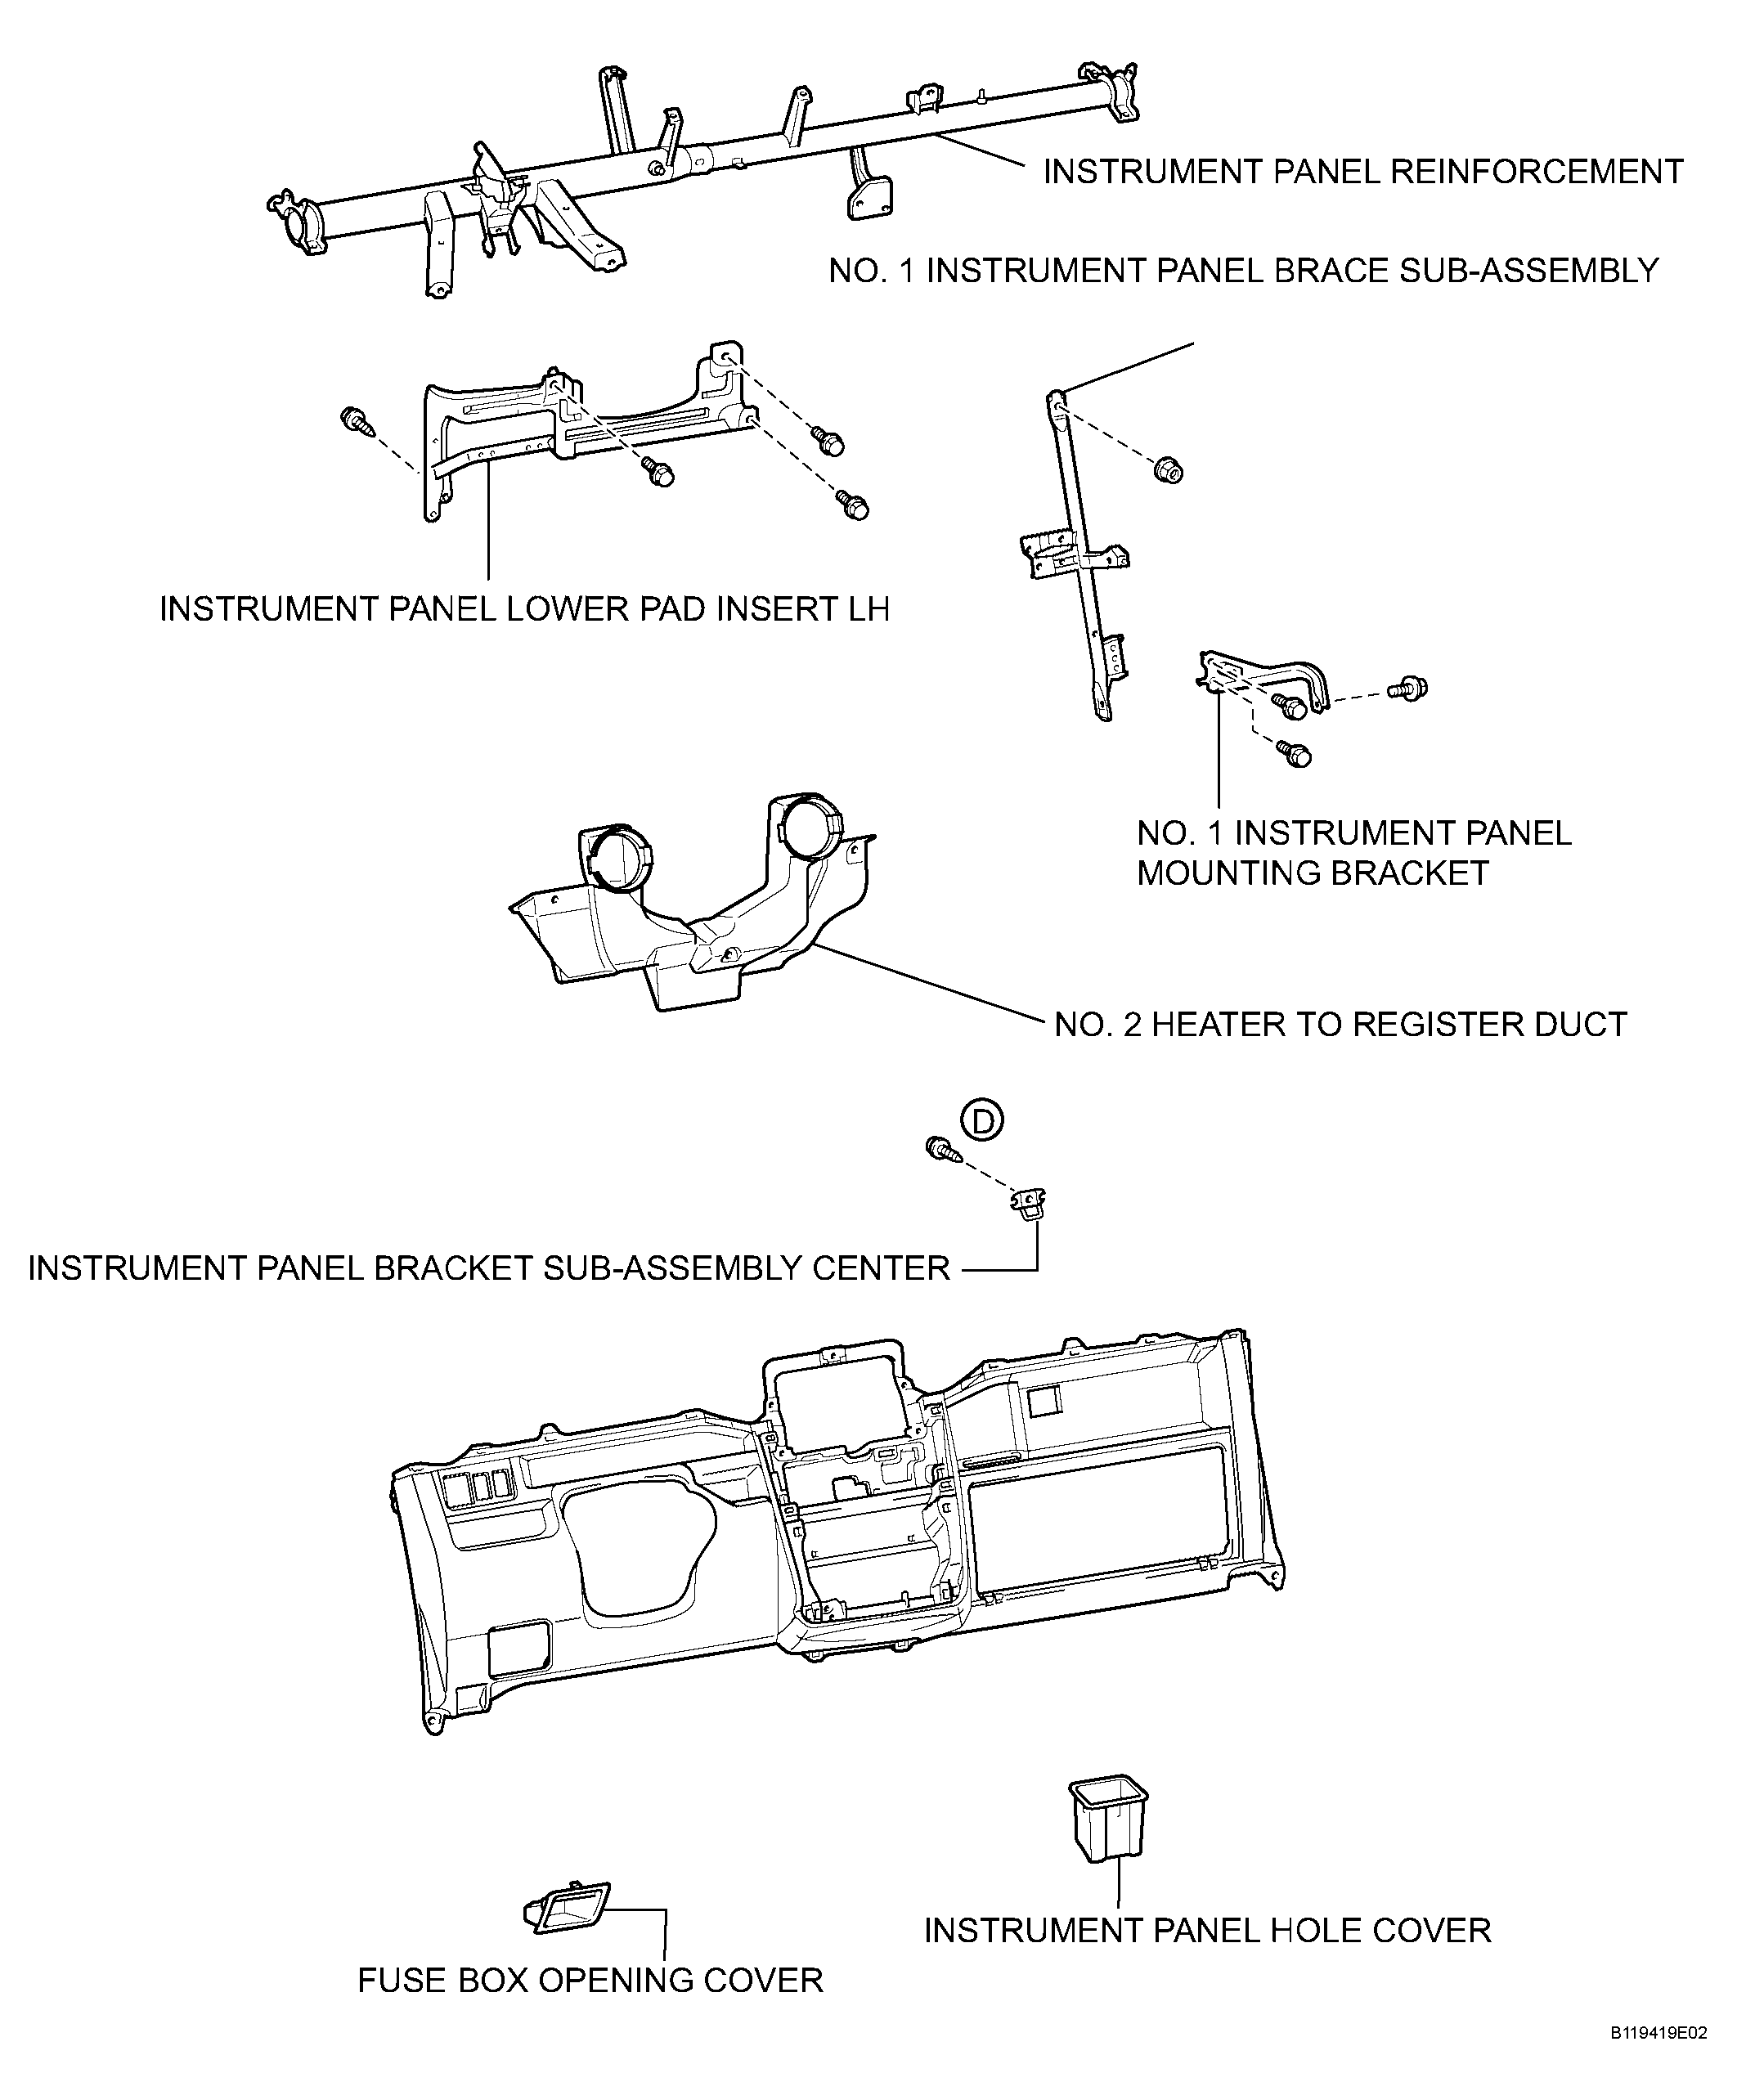 INSTRUMENT PANEL REINFORCEMENT
NO. 1 INSTRUMENT PANEL BRACE SUB-ASSEMBLY
INSTRUMENT PANEL LOWER PAD INSERT LH
NO. 1 INSTRUMENT PANEL
MOUNTING BRACKET
NO. 2 HEATER TO REGISTER DUCT
D
INSTRUMENT PANEL BRACKET SUB-ASSEMBLY CENTER
INSTRUMENT PANEL HOLE COVER
FUSE BOX OPENING COVER
B119419E02